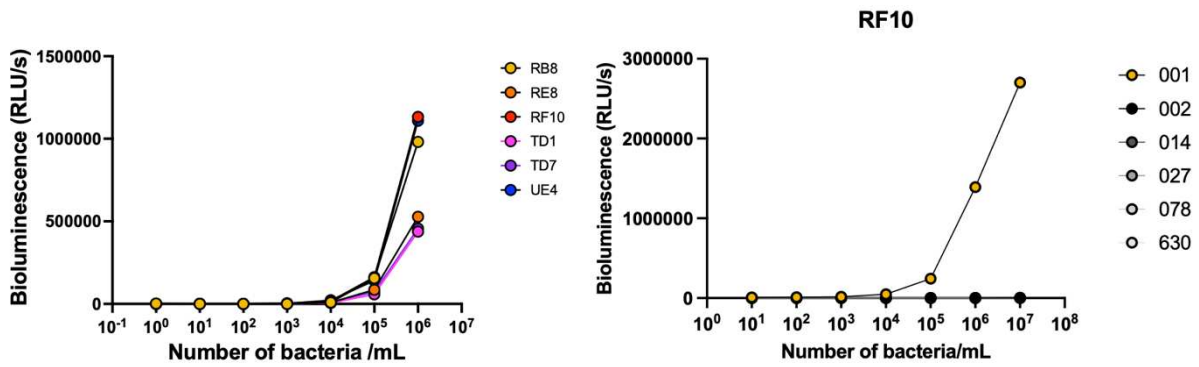 Bioluminescence (RLU/s)
1500000
1000000
500000
0
10-1 100 101 102 103 104 105 106 107
Number of bacteria /mL
RB8
RE8
RF10
TD1
TD7
UE4
RF10
Bioluminescence (RLU/s)
3000000
2000000
1000000
0
100 101 102 103 104 105 106 107 108
Number of bacteria/mL
001
002
014
027
078
630